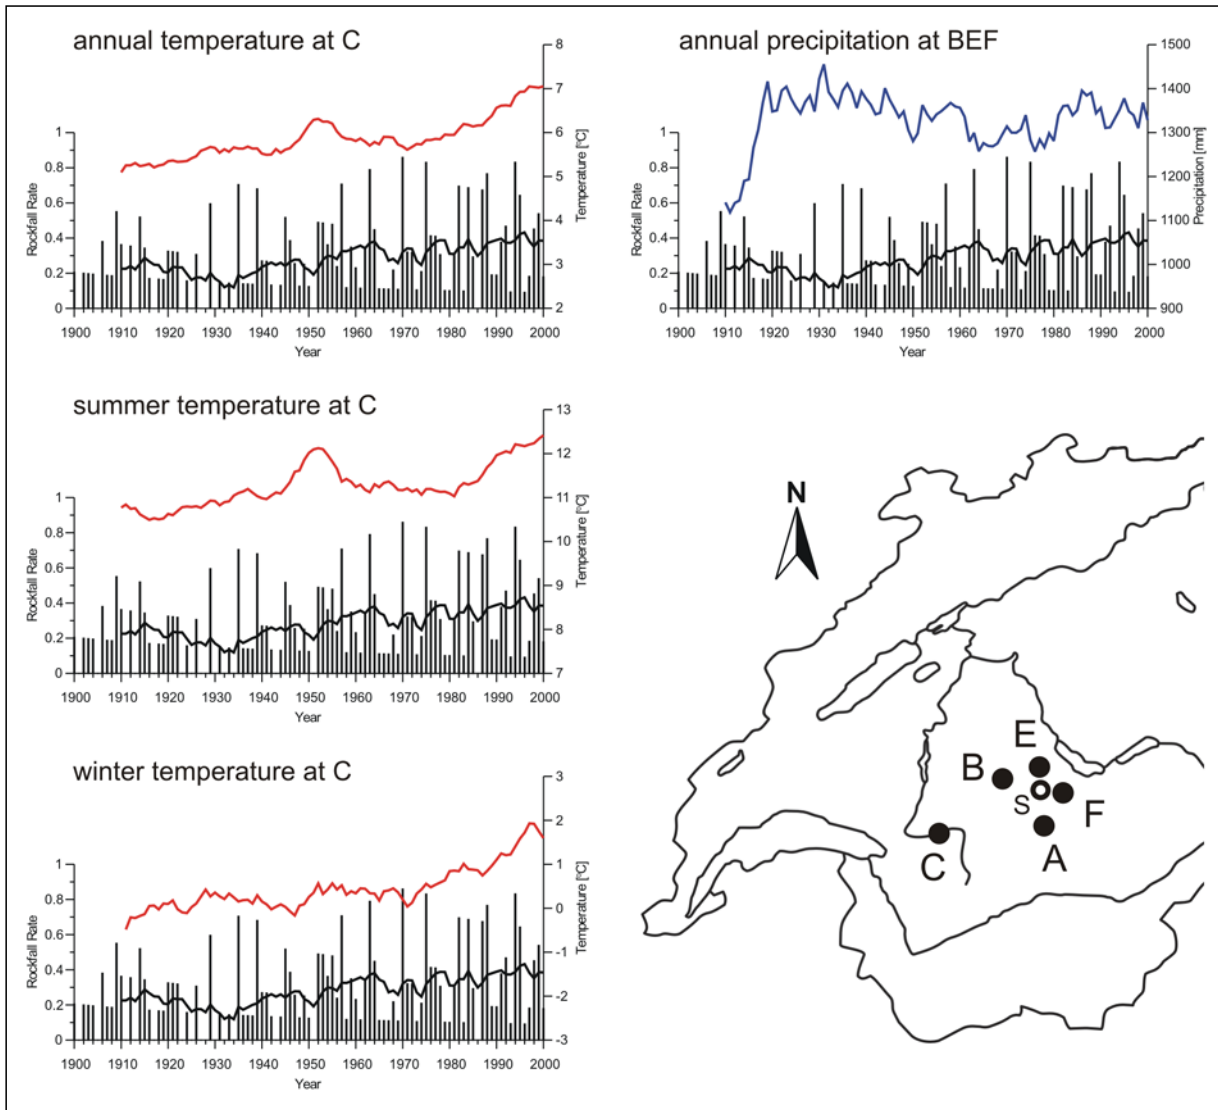 annual temperature at C
8
7
6
5
4
3
2
Temperature [°C]
1
0.8
0.6
0.4
0.2
0
Rockfall Rate
1900 1910 1920 1930 1940 1950 1960 1970 1980 1990 2000
Year
annual precipitation at BEF
1500
1400
1300
1200
1100
1000
900
Precipitation [mm]
1
0.8
0.6
0.4
0.2
0
Rockfall Rate
1900 1910 1920 1930 1940 1950 1960 1970 1980 1990 2000
Year
summer temperature at C
13
12
11
10
9
8
7
Temperature [°C]
1
0.8
0.6
0.4
0.2
0
Rockfall Rate
1900 1910 1920 1930 1940 1950 1960 1970 1980 1990 2000
Year
winter temperature at C
3
2
1
0
-1
-2
-3
Temperature [°C]
1
0.8
0.6
0.4
0.2
0
Rockfall Rate
1900 1910 1920 1930 1940 1950 1960 1970 1980 1990 2000
Year
N
E
B
S
F
C
A